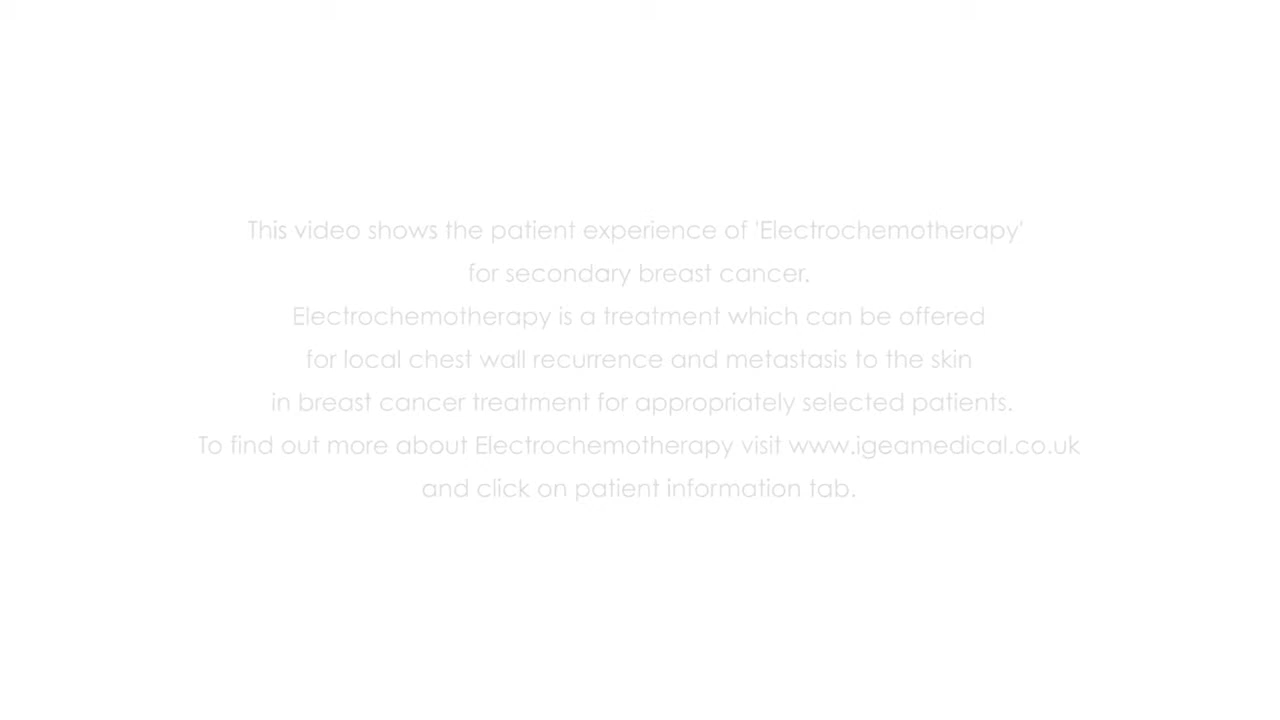 This video shows the patient experience of 'Electrochemotherapy'
for secondary breast cancer.
Electrochemotherapy is a treatment which can be offered
for local chest wall recurrence and metastasis to the skin
in breast cancer treatment for appropriately selected patients.
To find out more about Electrochemotherapy visit www.igeamedical.co.uk
and click on patient information tab.